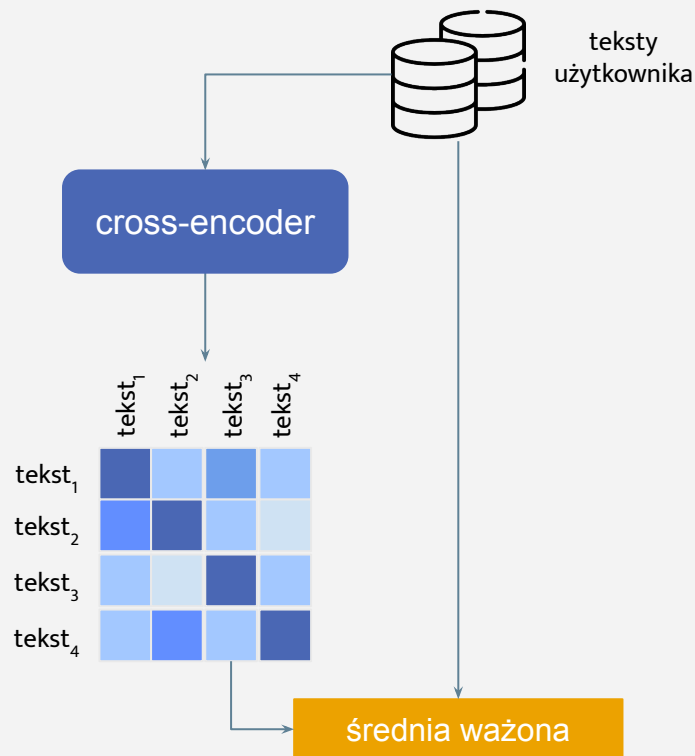 teksty
użytkownika
cross-encoder
tekst₁ tekst₂ tekst₃ tekst₄
tekst₁
tekst₂
tekst₃
tekst₄
średnia ważona